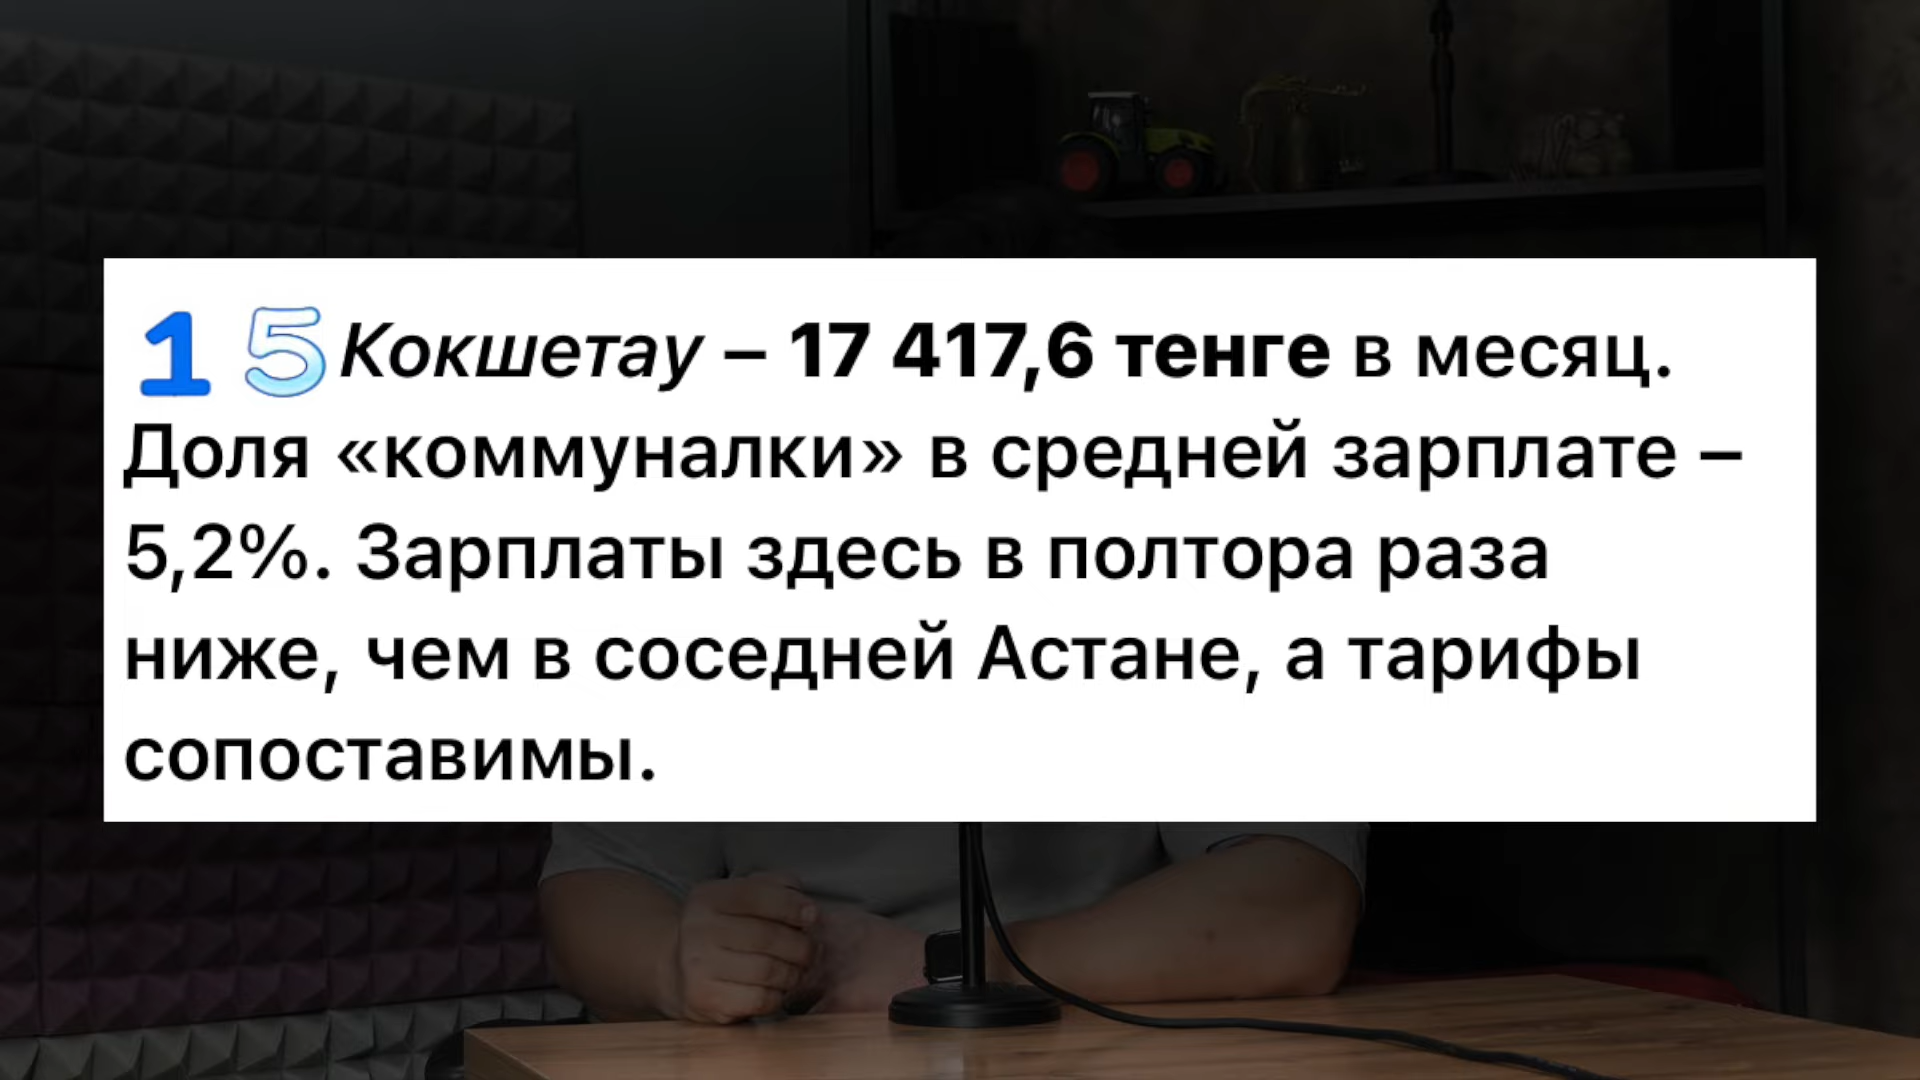 15 Кокшетау – 17 417,6 тенге в месяц.
Доля «коммуналки» в средней зарплате –
5,2%. Зарплаты здесь в полтора раза
ниже, чем в соседней Астане, а тарифы
сопоставимы.